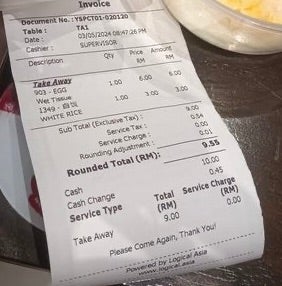 Invoice
Document No. : YSPCT01-020120
Table : TA1
Date : 03/05/2024 08:47:26 PM
Cashier : SUPERVISOR
Description Qty Price Amount
(RM) (RM)
Take Away
903 - EGG 1.00 6.00 6.00
Wet Tissue
1349 - 白饭 1.00 3.00 3.00
WHITE RICE
Sub Total (Exclusive Tax) : 9.00
Service Tax : 0.54
Service Charge : 0.00
Rounding Adjustment : 0.01
Rounded Total (RM): 9.55
Cash 10.00
Cash Change 0.45
Service Type Total (RM) Service Charge (RM)
Take Away 9.00 0.00
Please Come Again, Thank You!
Powered by Logical Asia
www.logical.asia